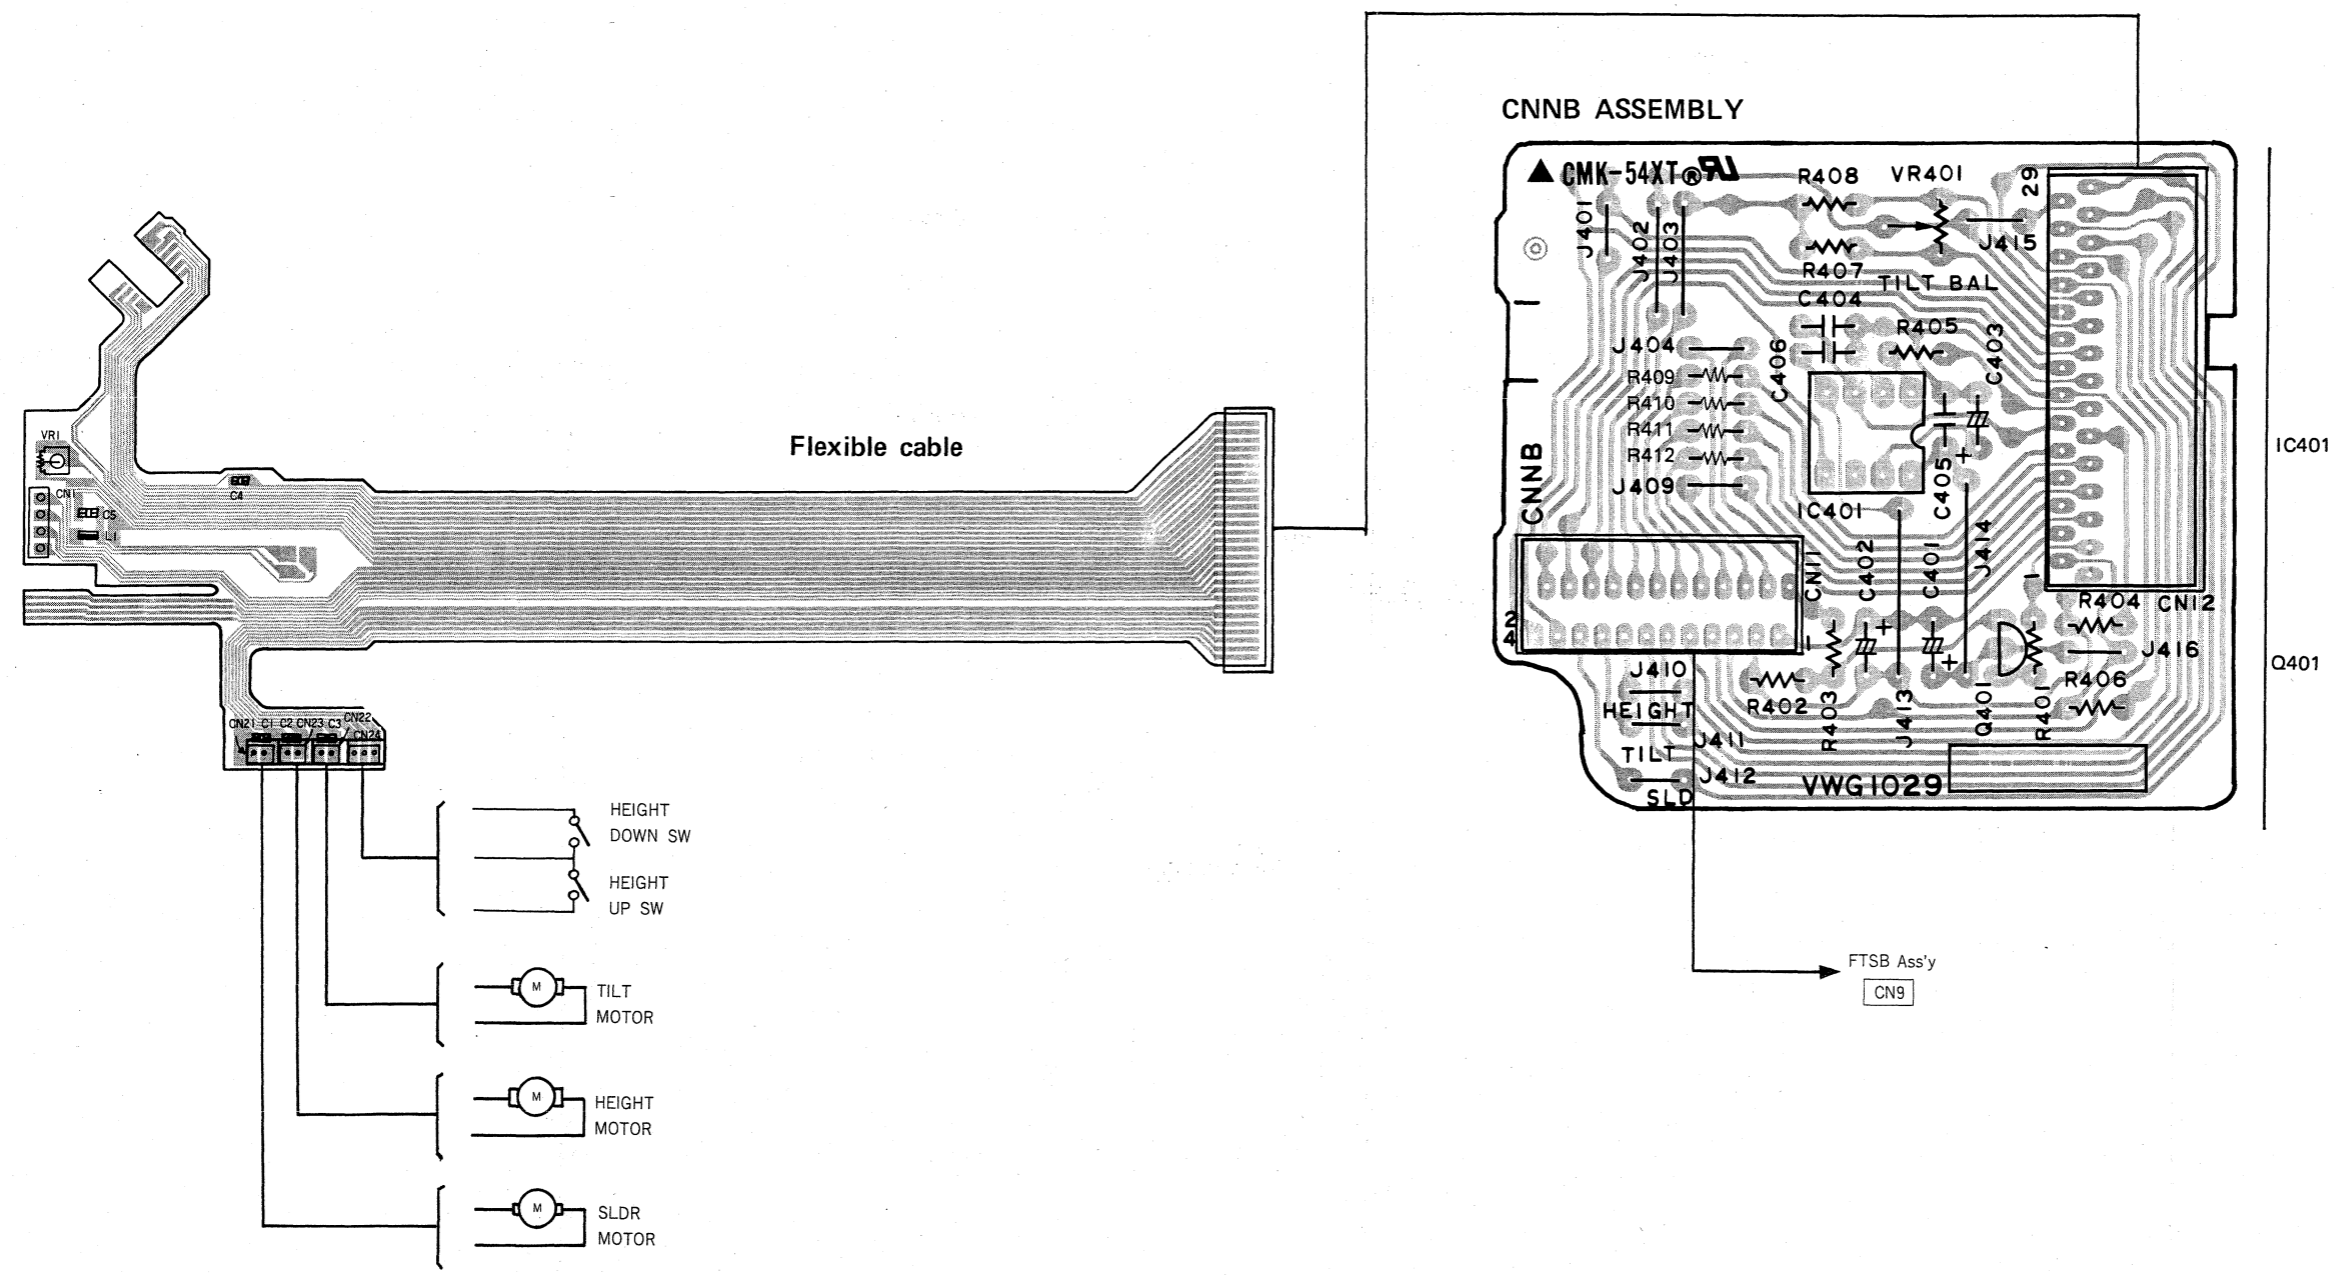 CNNB ASSEMBLY
CMK-54XT®
R408 VR401
29
J401
J402
J403
J415
R407
TILT BAL
C404
R405
C403
J404
C406
R409
R410
R411
R412
J409
CNNB
C405
IC401
IC401
J414
CN11
C402
C401
1
R404 CN12
2
4
1
J416
Q401
J410
R402
R403
J413
Q401
R401
R406
HEIGHT
J411
TILT
J412
VWG1029
SLD
Flexible cable
VR1
CN1
C4
C5
L1
CN21 C1 C2 CN23 C3 CN22
CN24
HEIGHT
DOWN SW
HEIGHT
UP SW
M
TILT
MOTOR
M
HEIGHT
MOTOR
M
SLDR
MOTOR
FTSB Ass'y
CN9